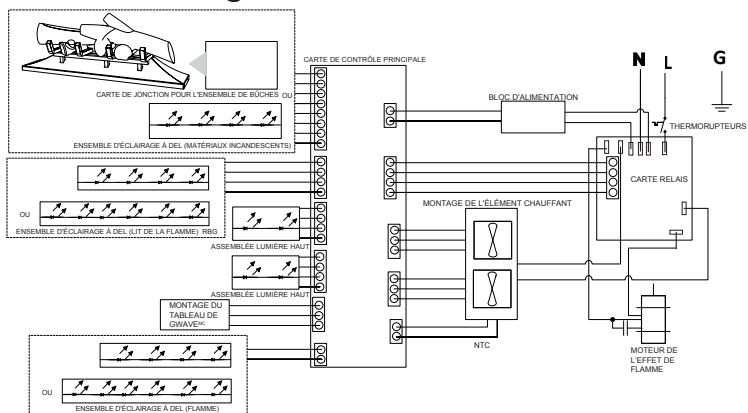 CARTE DE CONTRÔLE PRINCIPALE
N L G
CARTE DE JONCTION POUR L'ENSEMBLE DE BÛCHES OU
BLOC D'ALIMENTATION
THERMORUPTEURS
ENSEMBLE D'ÉCLAIRAGE À DEL (MATÉRIAUX INCANDESCENTS)
CARTE RELAIS
MONTAGE DE L'ÉLÉMENT CHAUFFANT
OU
ENSEMBLE D'ÉCLAIRAGE À DEL (LIT DE LA FLAMME) RBG
ASSEMBLÉE LUMIÈRE HAUT
ASSEMBLÉE LUMIÈRE HAUT
MONTAGE DU
TABLEAU DE
GWAVEMC
NTC
MOTEUR DE
L'EFFET DE
FLAMME
OU
ENSEMBLE D'ÉCLAIRAGE À DEL (FLAMME)